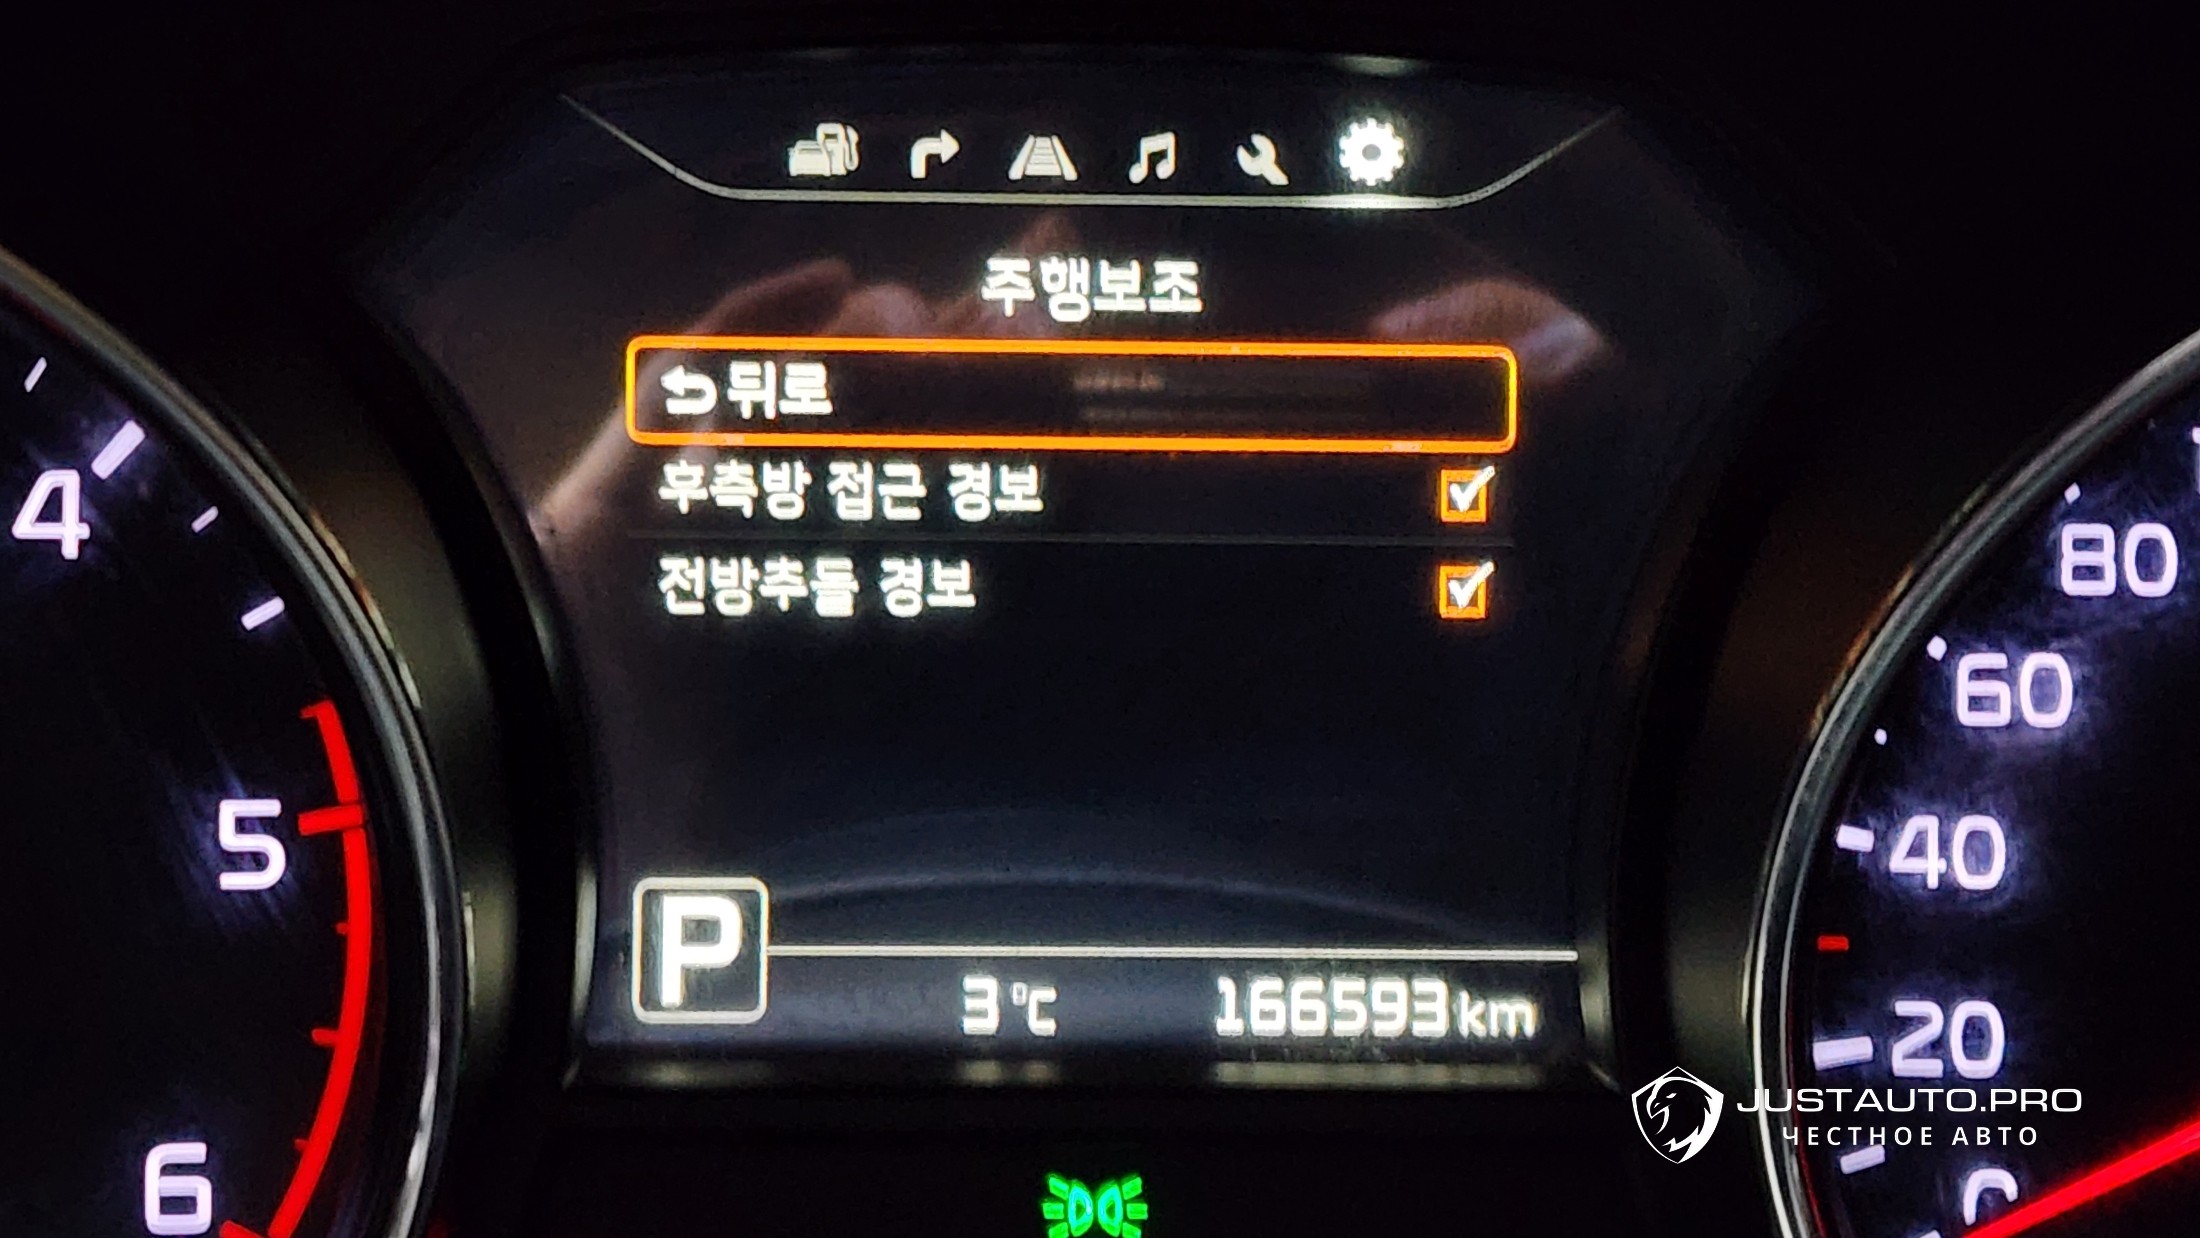 주행보조
뒤로
후측방 접근 경보
전방추돌 경보
P
3℃
166593km
4
5
6
80
60
40
20
0
JUSTAUTO.PRO
ЧЕСТНОЕ АВТО